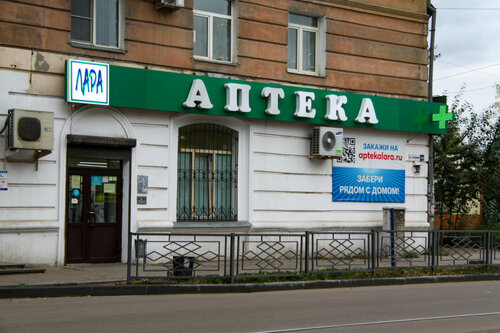 ЛАРА
АПТЕКА
ЗАКАЖИ НА
aptekalara.ru
ЗАБЕРИ
РЯДОМ С ДОМОМ!